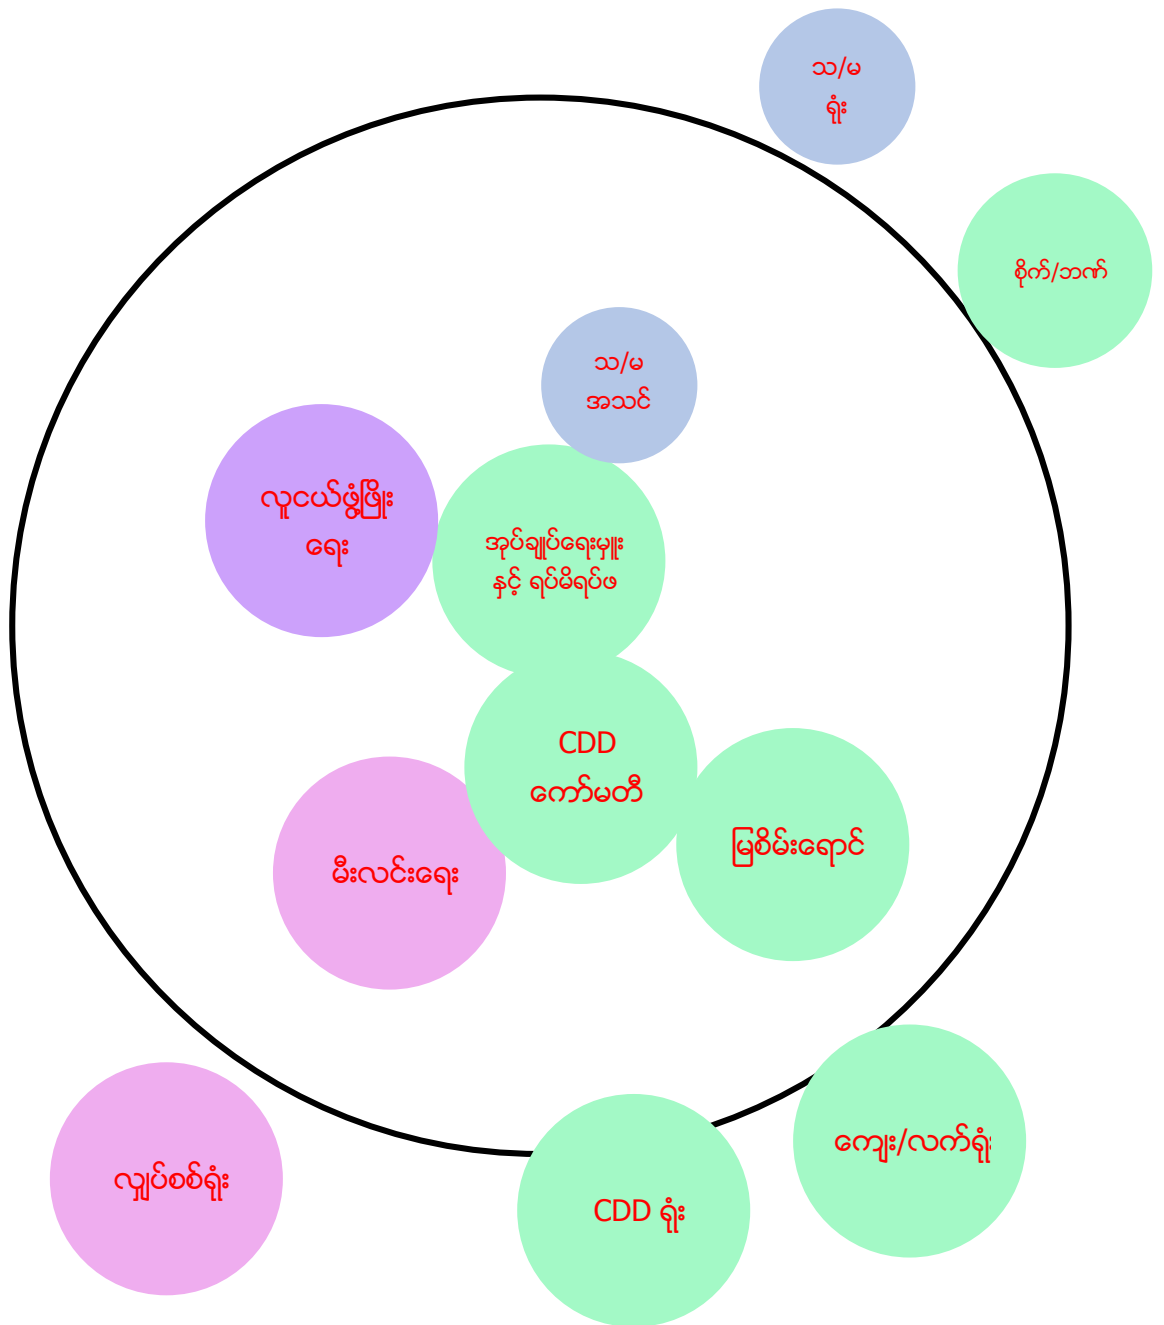 သ/မ
ရုံး
စိုက်/ဘဏ်
သ/မ
အသင်
လူငယ်ဖွံ့ဖြိုး
ရေး
အုပ်ချုပ်ရေးမှူး
နှင့် ရပ်မိရပ်ဖ
CDD
ကော်မတီ
မြစိမ်းရောင်
မီးလင်းရေး
ကျေး/လက်ရုံး
လျှပ်စစ်ရုံး
CDD ရုံး